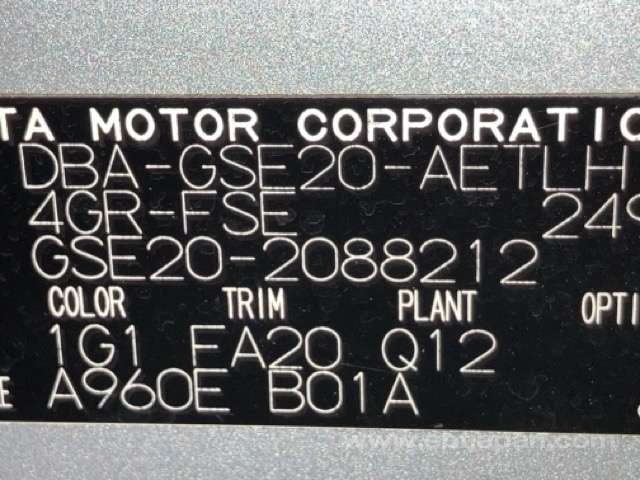 TA MOTOR CORPORATIO
DBA-GSE20-AETLH
4GR-FSE 249
GSE20-2088212
COLOR TRIM PLANT OPTI
1G1 FA20 Q12
E A960E B01A